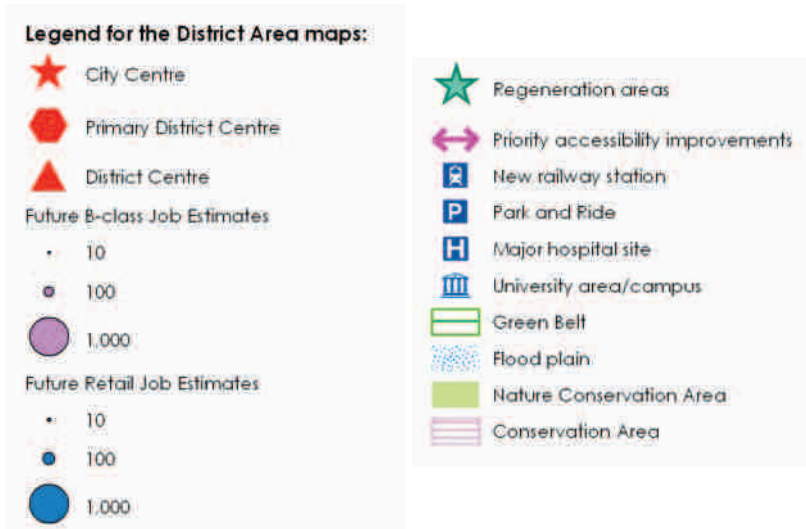 Legend for the District Area maps:
City Centre
Primary District Centre
District Centre
Future B-class Job Estimates
10
100
1,000
Future Retail Job Estimates
10
100
1,000
Regeneration areas
Priority accessibility improvements
New railway station
P Park and Ride
H Major hospital site
University area/campus
Green Belt
Flood plain
Nature Conservation Area
Conservation Area